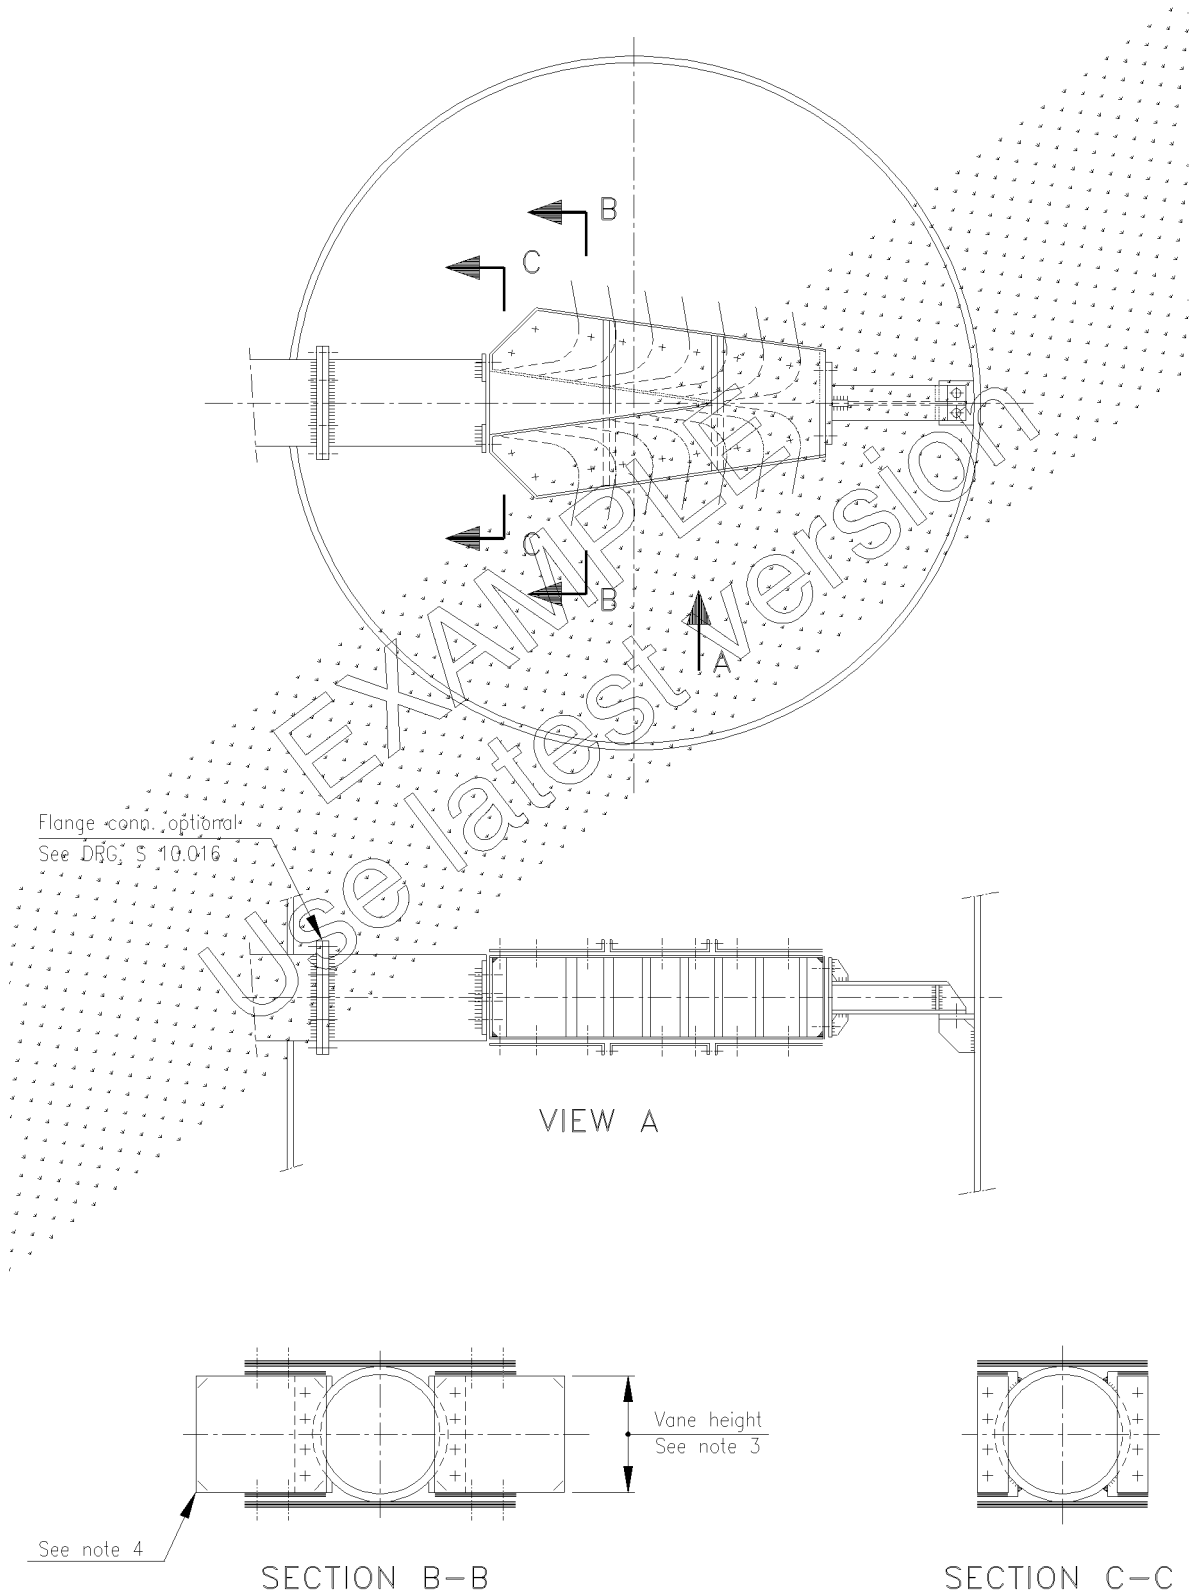 B
C
C
B
A
EXAMPLE
Use latest version
Flange conn. optional
See DRG. S 10.016
VIEW A
Vane height
See note 3
See note 4
SECTION B-B
SECTION C-C